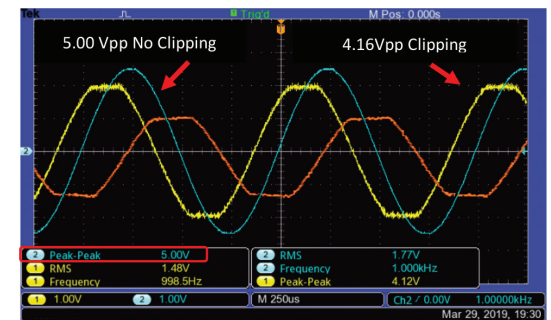 Tek Trig'd M Pos: 0.000s
5.00 Vpp No Clipping 4.16Vpp Clipping
2
2 Peak-Peak 5.00V 2 RMS 1.77V
1 RMS 1.48V 2 Frequency 1.000kHz
1 Frequency 998.5Hz 1 Peak-Peak 4.12V
1 1.00V 2 1.00V M 250us Ch2 / 0.00V 1.00000kHz
Mar 29, 2019, 19:30